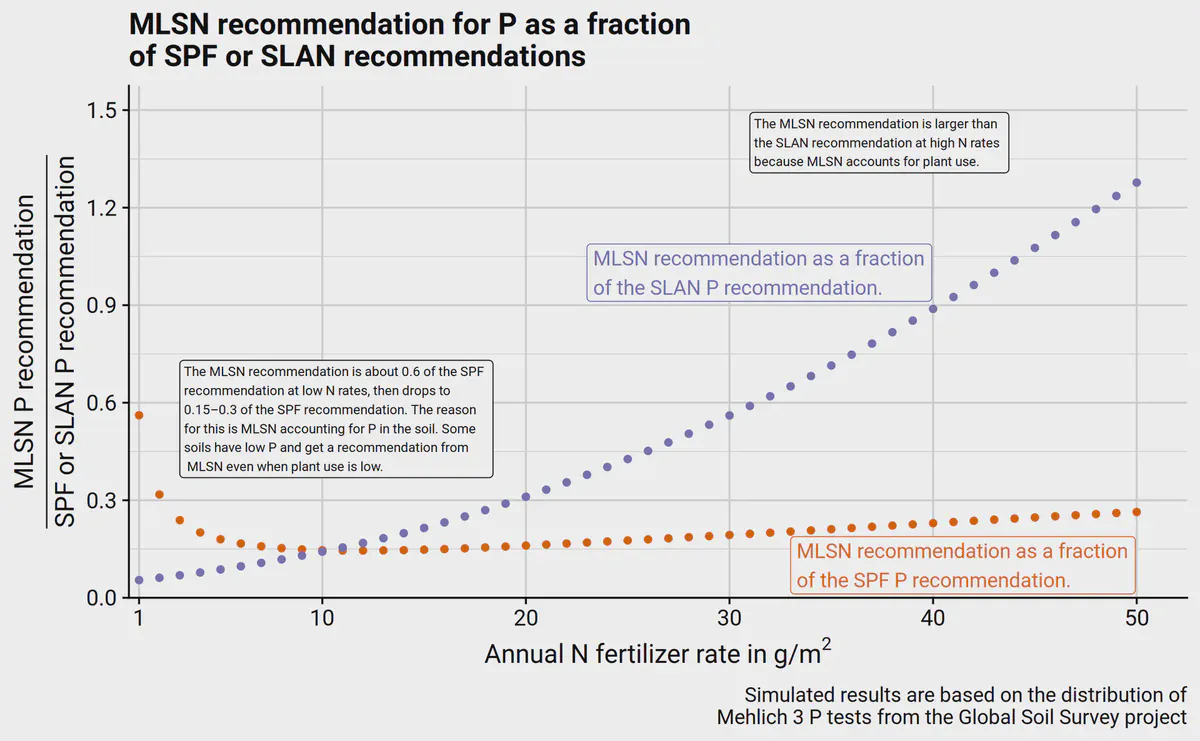 MLSN recommendation for P as a fraction
of SPF or SLAN recommendations
MLSN P recommendation
SPF or SLAN P recommendation
1.5
1.2
0.9
0.6
0.3
0.0
The MLSN recommendation is larger than
the SLAN recommendation at high N rates
because MLSN accounts for plant use.
MLSN recommendation as a fraction
of the SLAN P recommendation.
The MLSN recommendation is about 0.6 of the SPF
recommendation at low N rates, then drops to
0.15–0.3 of the SPF recommendation. The reason
for this is MLSN accounting for P in the soil. Some
soils have low P and get a recommendation from
MLSN even when plant use is low.
MLSN recommendation as a fraction
of the SPF P recommendation.
1 10 20 30 40 50
Annual N fertilizer rate in g/m²
Simulated results are based on the distribution of
Mehlich 3 P tests from the Global Soil Survey project